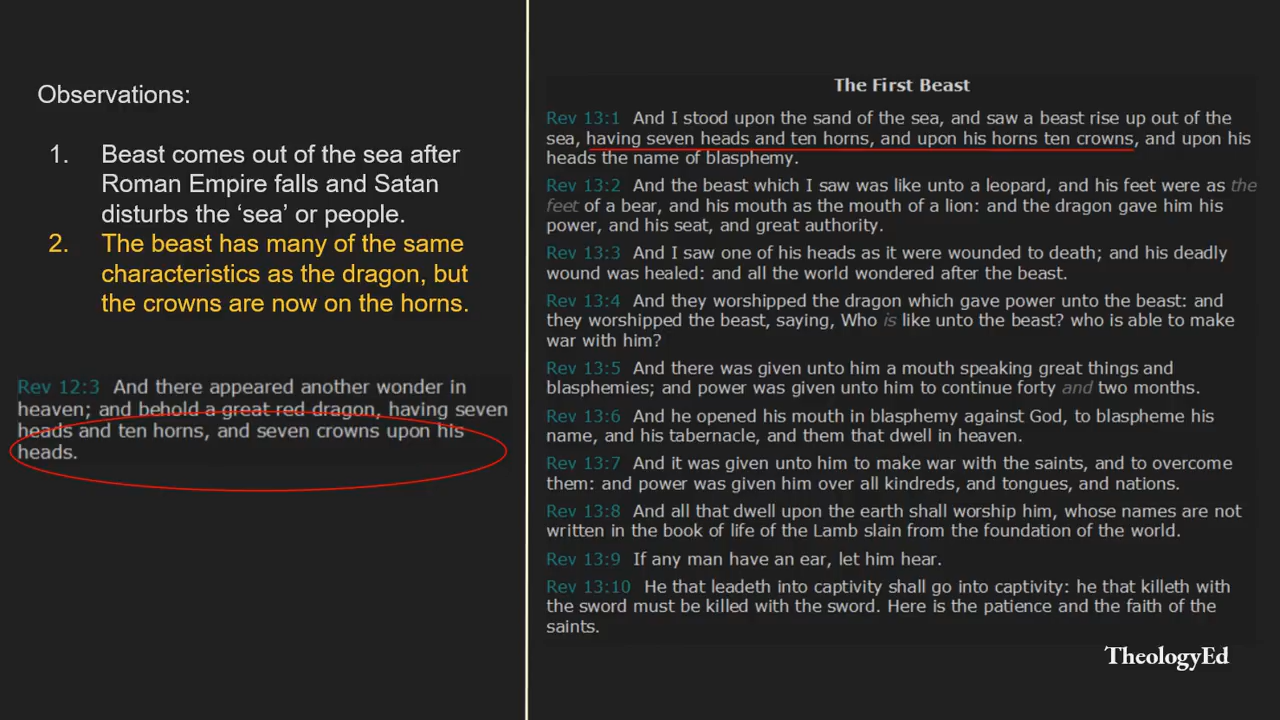 Observations:
1. Beast comes out of the sea after
Roman Empire falls and Satan
disturbs the ‘sea’ or people.
2. The beast has many of the same
characteristics as the dragon, but
the crowns are now on the horns.
Rev 12:3 And there appeared another wonder in
heaven; and behold a great red dragon, having seven
heads and ten horns, and seven crowns upon his
heads.
The First Beast
Rev 13:1 And I stood upon the sand of the sea, and saw a beast rise up out of the
sea, having seven heads and ten horns, and upon his horns ten crowns, and upon his
heads the name of blasphemy.
Rev 13:2 And the beast which I saw was like unto a leopard, and his feet were as the
feet of a bear, and his mouth as the mouth of a lion: and the dragon gave him his
power, and his seat, and great authority.
Rev 13:3 And I saw one of his heads as it were wounded to death; and his deadly
wound was healed: and all the world wondered after the beast.
Rev 13:4 And they worshipped the dragon which gave power unto the beast: and
they worshipped the beast, saying, Who is like unto the beast? who is able to make
war with him?
Rev 13:5 And there was given unto him a mouth speaking great things and
blasphemies; and power was given unto him to continue forty and two months.
Rev 13:6 And he opened his mouth in blasphemy against God, to blaspheme his
name, and his tabernacle, and them that dwell in heaven.
Rev 13:7 And it was given unto him to make war with the saints, and to overcome
them: and power was given him over all kindreds, and tongues, and nations.
Rev 13:8 And all that dwell upon the earth shall worship him, whose names are not
written in the book of life of the Lamb slain from the foundation of the world.
Rev 13:9 If any man have an ear, let him hear.
Rev 13:10 He that leadeth into captivity shall go into captivity: he that killeth with
the sword must be killed with the sword. Here is the patience and the faith of the
saints.
TheologyEd